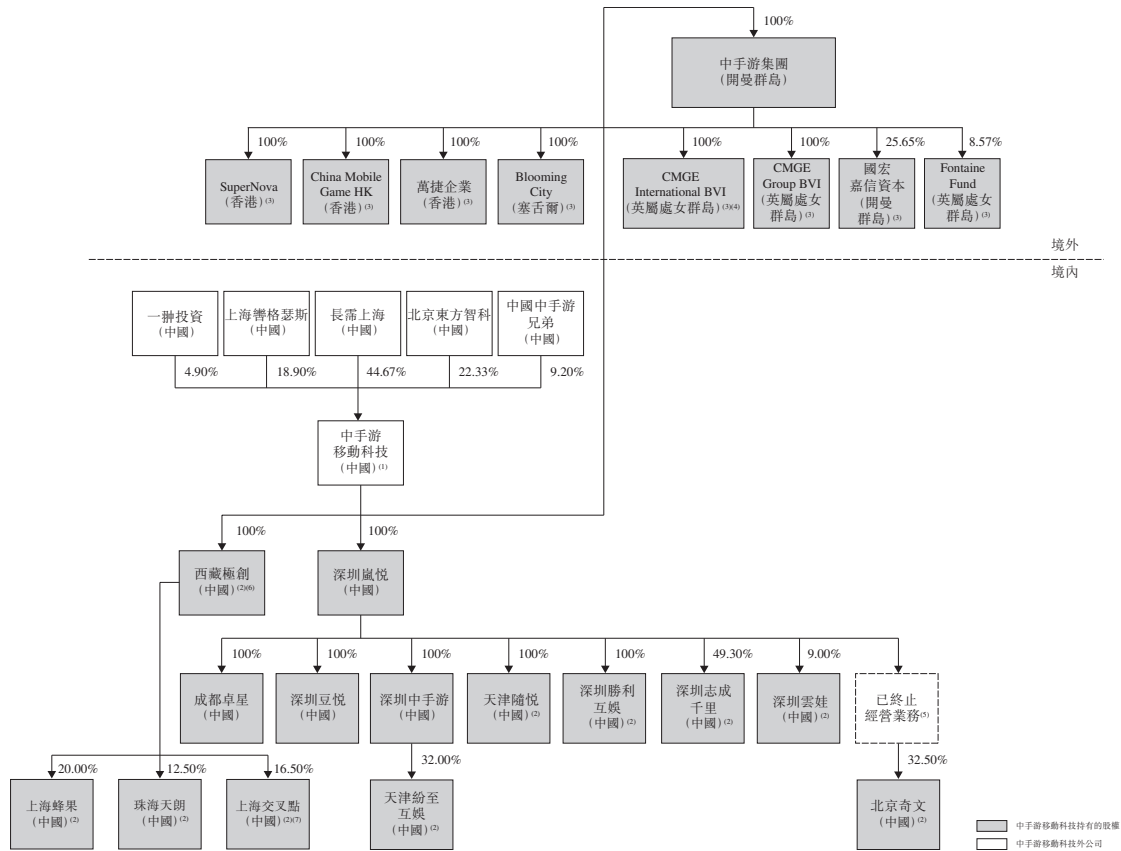 100%
中手游集團
（開曼群島）
100%
100%
100%
100%
100%
100%
25.65%
8.57%
SuperNova
（香港）(3)
China Mobile
Game HK
（香港）(3)
萬捷企業
（香港）(3)
Blooming
City
（塞舌爾）(3)
CMGE
International BVI
（英屬處女群島）(3)(4)
CMGE
Group BVI
（英屬處女
群島）(3)
國宏
嘉信資本
（開曼
群島）(3)
Fontaine
Fund
（英屬處女
群島）(3)
境外
境內
一翀投資
（中國）
上海轡格瑟斯
（中國）
長霈上海
（中國）
北京東方智科
（中國）
中國中手游
兄弟
（中國）
4.90%
18.90%
44.67%
22.33%
9.20%
中手游
移動科技
（中國）(1)
100%
100%
西藏極創
（中國）(2)(6)
深圳嵐悅
（中國）
100%
100%
100%
100%
100%
49.30%
9.00%
成都卓星
（中國）
深圳豆悅
（中國）
深圳中手游
（中國）
天津隨悅
（中國）(2)
深圳勝利
互娛
（中國）(2)
深圳志成
千里
（中國）(2)
深圳雲娃
（中國）(2)
已終止
經營業務(5)
20.00%
12.50%
16.50%
32.00%
32.50%
上海蜂果
（中國）(2)
珠海天朗
（中國）(2)
上海交叉點
（中國）(2)(7)
天津紛至
互娛
（中國）(2)
北京奇文
（中國）(2)
中手游移動科技持有的股權
中手游移動科技外公司